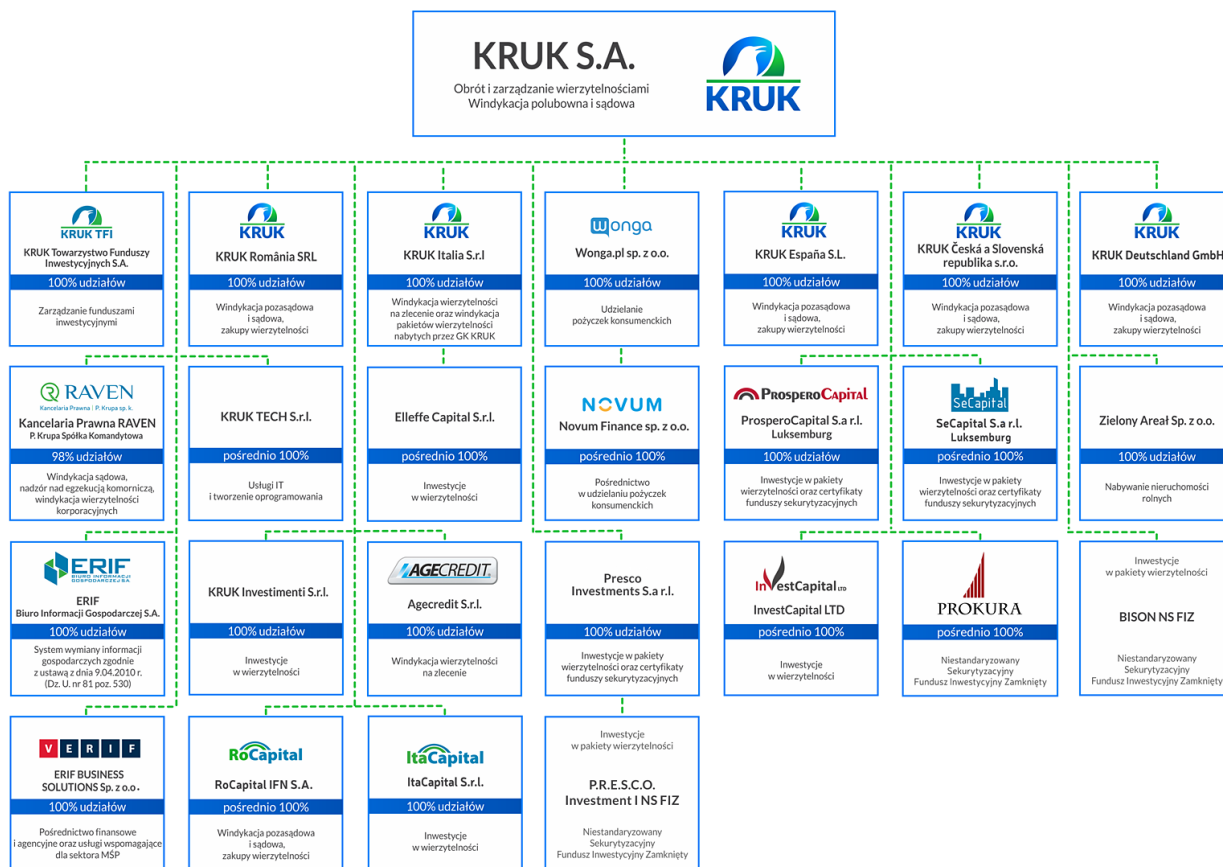 KRUK S.A.
Obrót i zarządzanie wierzytelnościami
Windykacja polubowna i sądowa
KRUK
KRUK TFI
KRUK Towarzystwo Funduszy
Inwestycyjnych S.A.
100% udziałów
Zarządzanie funduszami
inwestycyjnymi
KRUK
KRUK România SRL
100% udziałów
Windykacja pozasądowa
i sądowa,
zakupy wierzytelności
KRUK
KRUK Italia S.r.l
100% udziałów
Windykacja wierzytelności
na zlecenie oraz windykacja
pakietów wierzytelności
nabytych przez GK KRUK
wonga
Wonga.pl sp. z o.o.
100% udziałów
Udzielanie
pożyczek konsumenckich
KRUK
KRUK España S.L.
100% udziałów
Windykacja pozasądowa
i sądowa,
zakupy wierzytelności
KRUK
KRUK Česká a Slovenská
republika s.r.o.
100% udziałów
Windykacja pozasądowa
i sądowa,
zakupy wierzytelności
KRUK
KRUK Deutschland GmbH
100% udziałów
Windykacja pozasądowa
i sądowa,
zakupy wierzytelności
RAVEN
Kancelaria Prawna | P. Krupa sp. k.
Kancelaria Prawna RAVEN
P. Krupa Spółka Komandytowa
98% udziałów
Windykacja sądowa,
nadzór nad egzekucją komorniczą,
windykacja wierzytelności
korporacyjnych
KRUK TECH S.r.l.
pośrednio 100%
Usługi IT
i tworzenie oprogramowania
Elleffe Capital S.r.l.
pośrednio 100%
Inwestycje
w wierzytelności
NOVUM
Novum Finance sp. z o.o.
pośrednio 100%
Pośrednictwo
w udzielaniu pożyczek
konsumenckich
PROSPEROCAPITAL
ProsperoCapital S.a r.l.
Luksemburg
100% udziałów
Inwestycje w pakiety
wierzytelności oraz certyfikaty
funduszy sekurytyzacyjnych
SeCapital
SeCapital S.a r.l.
Luksemburg
pośrednio 100%
Inwestycje w pakiety
wierzytelności oraz certyfikaty
funduszy sekurytyzacyjnych
Zielony Areał Sp. z o.o.
100% udziałów
Nabywanie nieruchomości
rolnych
ERIF
BIURO INFORMACJI
GOSPODARCZEJ SA
ERIF
Biuro Informacji Gospodarczej S.A.
100% udziałów
System wymiany informacji
gospodarczych zgodnie
z ustawą z dnia 9.04.2010 r.
(Dz. U. nr 81 poz. 530)
KRUK Investimenti S.r.l.
100% udziałów
Inwestycje
w wierzytelności
AGECREDIT
Agecredit S.r.l.
100% udziałów
Windykacja wierzytelności
na zlecenie
Presco
Investments S.a r.l.
100% udziałów
Inwestycje w pakiety
wierzytelności oraz certyfikaty
funduszy sekurytyzacyjnych
InVestCapital LTD
InvestCapital LTD
pośrednio 100%
Inwestycje
w wierzytelności
PROKURA
pośrednio 100%
Niestandaryzowany
Sekurytyzacyjny
Fundusz Inwestycyjny Zamknięty
Inwestycje
w pakiety wierzytelności
BISON NS FIZ
Niestandaryzowany
Sekurytyzacyjny
Fundusz Inwestycyjny Zamknięty
VERIF
ERIF BUSINESS
SOLUTIONS Sp. z o.o.
100% udziałów
Pośrednictwo finansowe
i agencyjne oraz usługi wspomagające
dla sektora MŚP
RoCapital
RoCapital IFN S.A.
pośrednio 100%
Windykacja pozasądowa
i sądowa,
zakupy wierzytelności
ItaCapital
ItaCapital S.r.l.
100% udziałów
Inwestycje
w wierzytelności
Inwestycje
w pakiety wierzytelności
P.R.E.S.C.O.
Investment I NS FIZ
Niestandaryzowany
Sekurytyzacyjny
Fundusz Inwestycyjny Zamknięty